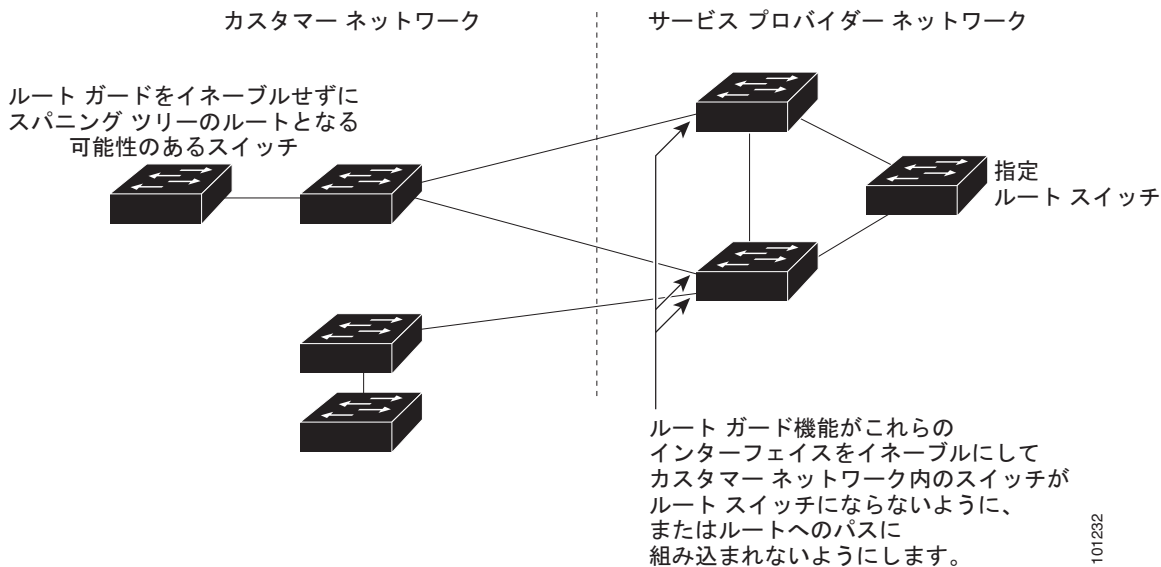 カスタマー ネットワーク
サービス プロバイダー ネットワーク
ルート ガードをイネーブルせずに
スパニング ツリーのルートとなる
可能性のあるスイッチ
指定
ルート スイッチ
ルート ガード機能がこれらの
インターフェイスをイネーブルにして
カスタマー ネットワーク内のスイッチが
ルート スイッチにならないように、
またはルートへのパスに
組み込まれないようにします。
101232